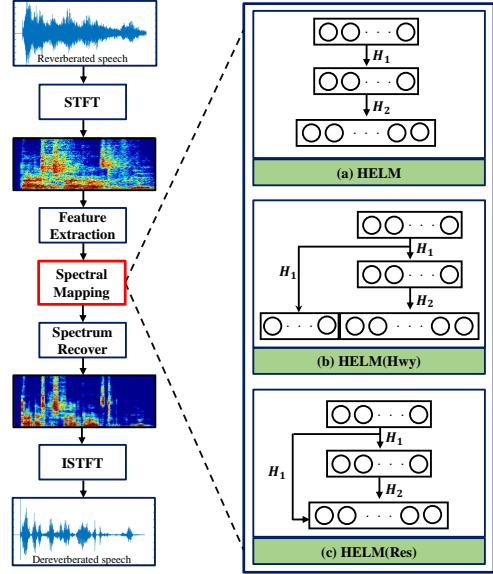 Reverberated speech
STFT
Feature
Extraction
Spectral
Mapping
Spectrum
Recover
ISTFT
Dereverberated speech
H1
H2
(a) HELM
H1
H1
H2
(b) HELM(Hwy)
H1
H1
H2
(c) HELM(Res)